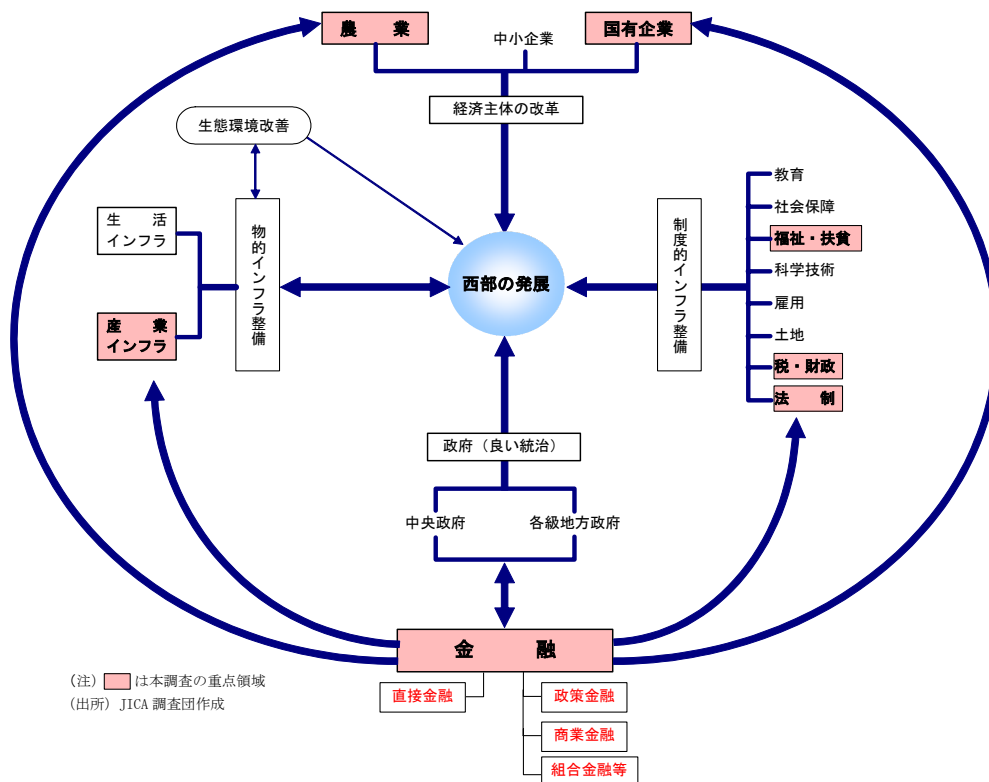 農　業
国有企業
中小企業
経済主体の改革
生態環境改善
生　活
インフラ
産　業
インフラ
物的インフラ整備
西部の発展
制度的インフラ整備
教育
社会保障
福祉・扶貧
科学技術
雇用
土地
税・財政
法　制
政府（良い統治）
中央政府
各級地方政府
金　融
直接金融
政策金融
商業金融
組合金融等
（注） は本調査の重点領域
（出所）JICA 調査団作成